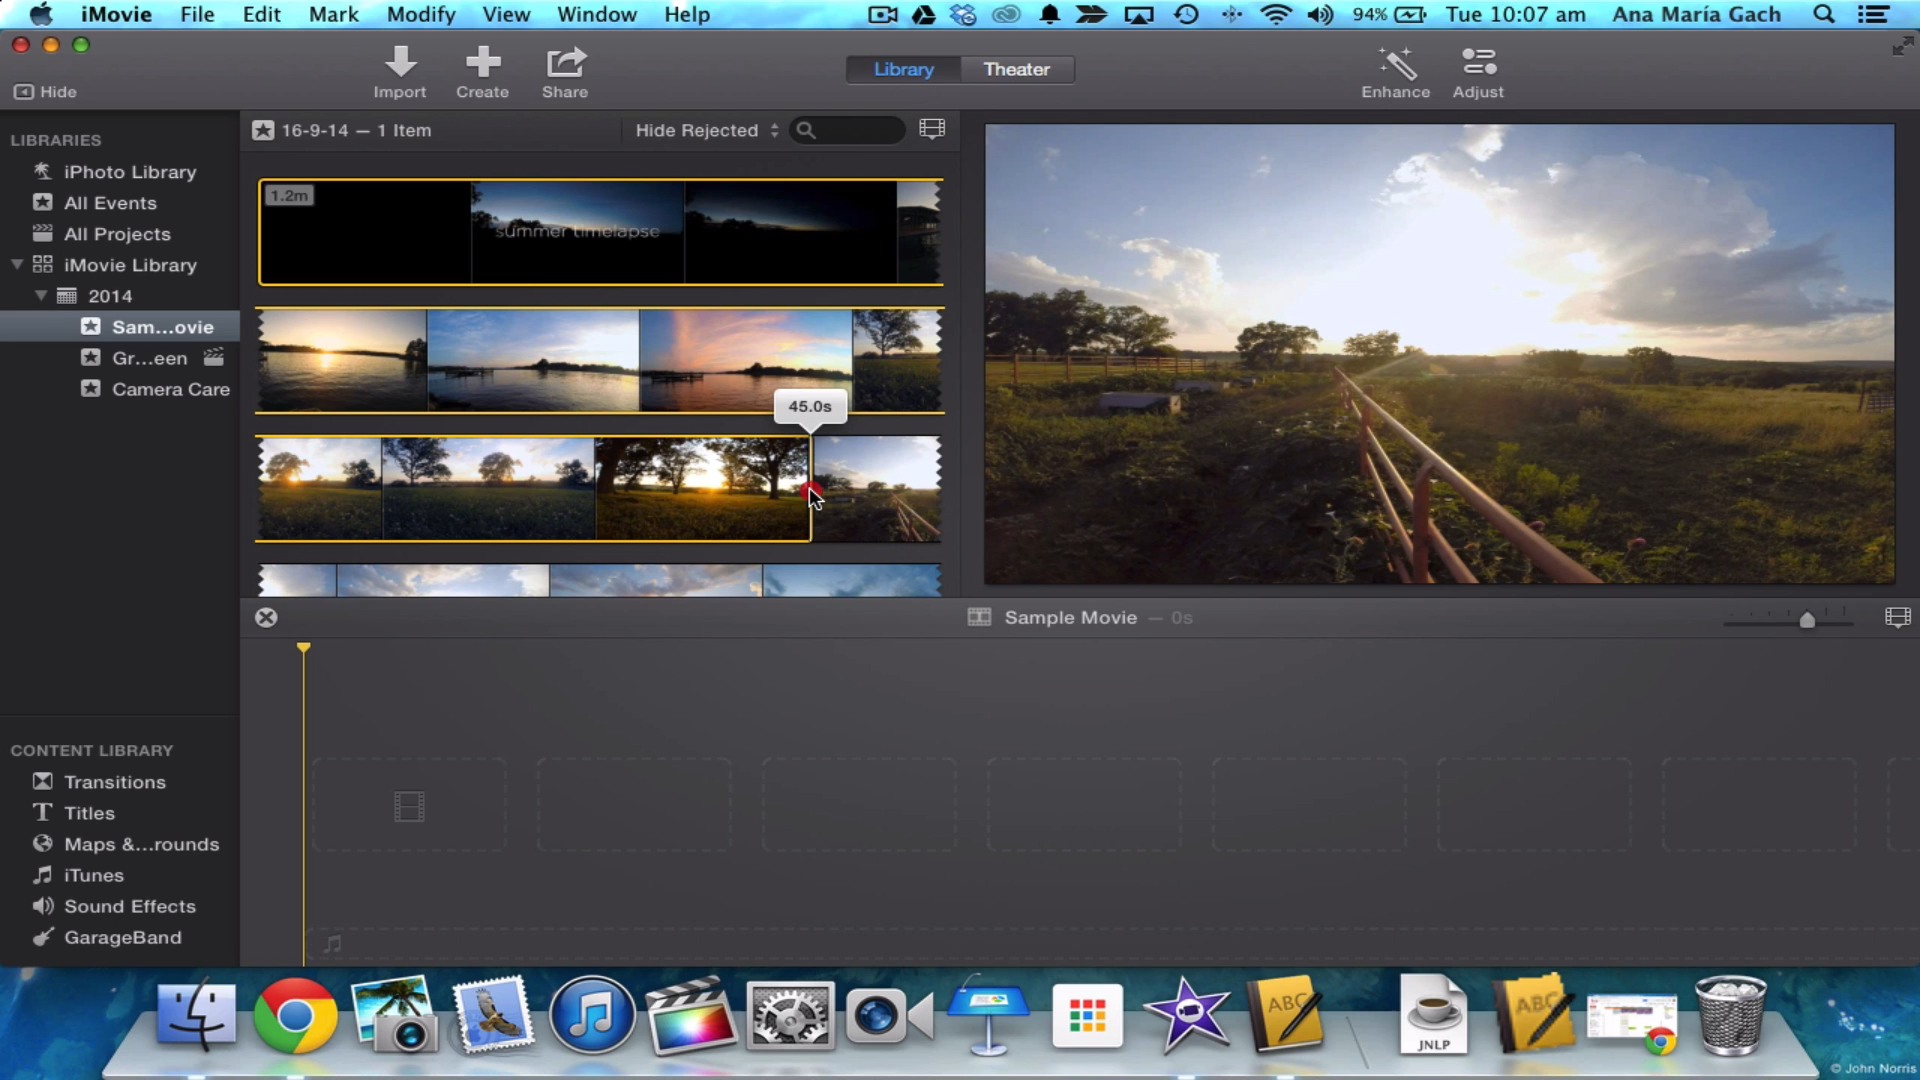 iMovie File Edit Mark Modify View Window Help 94% Tue 10:07 am Ana María Gach
Hide
Import Create Share
Library Theater
Enhance Adjust
LIBRARIES
iPhoto Library
All Events
All Projects
iMovie Library
2014
Sam...ovie
Gr...een
Camera Care
16-9-14 — 1 Item Hide Rejected
1.2m
summer timelapse
45.0s
Sample Movie — 0s
CONTENT LIBRARY
Transitions
Titles
Maps &...rounds
iTunes
Sound Effects
GarageBand
ABC
JNLP
ABC
© John Norris